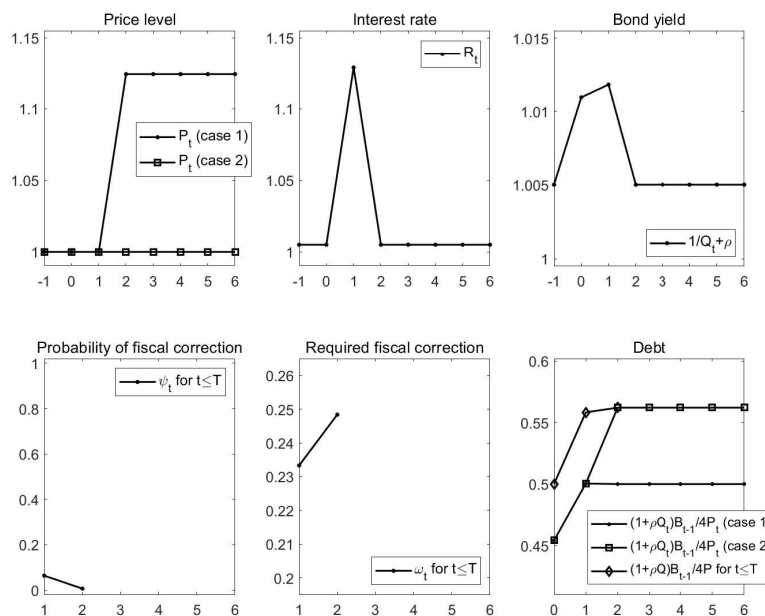 Price level
1.15
1.1
1.05
1
P_t (case 1)
P_t (case 2)
-1 0 1 2 3 4 5 6
Interest rate
1.15
1.1
1.05
1
R_t
-1 0 1 2 3 4 5 6
Bond yield
1.015
1.01
1.005
1
1/Q_t+ρ
-1 0 1 2 3 4 5 6
Probability of fiscal correction
1
0.8
0.6
0.4
0.2
0
ψ_t for t≤T
1 2 3 4 5 6
Required fiscal correction
0.26
0.25
0.24
0.23
0.22
0.21
0.2
ω_t for t≤T
1 2 3 4 5 6
Debt
0.6
0.55
0.5
0.45
(1+ρQ_t)B_{t-1}/4P_t (case 1
(1+ρQ_t)B_{t-1}/4P_t (case 2
(1+ρQ)B_{t-1}/4P for t≤T
0 1 2 3 4 5 6